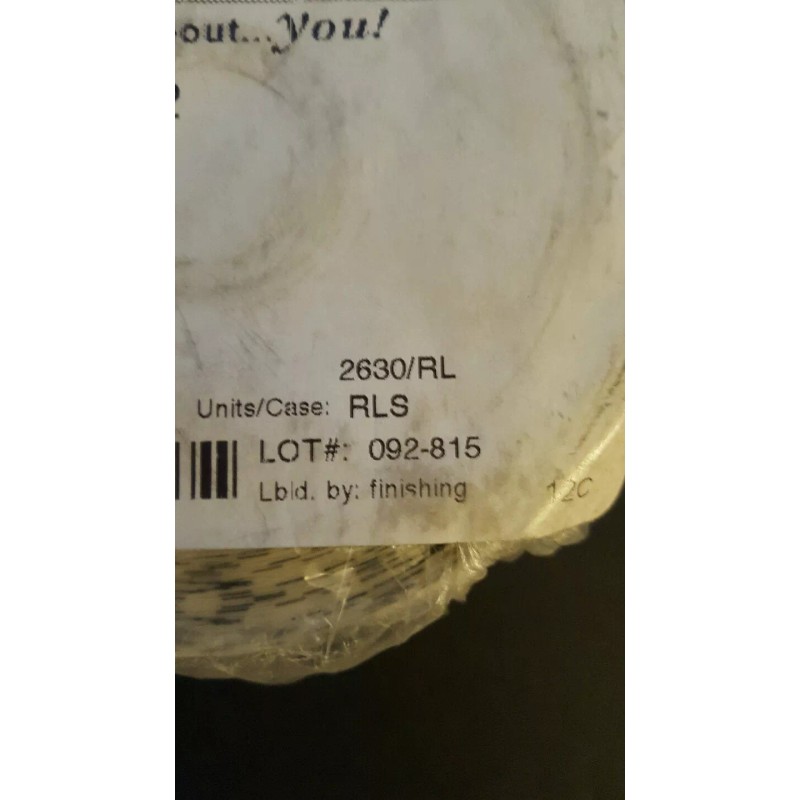 out...You!
2630/RL
Units/Case: RLS
LOT#: 092-815
Lbld. by: finishing 12C